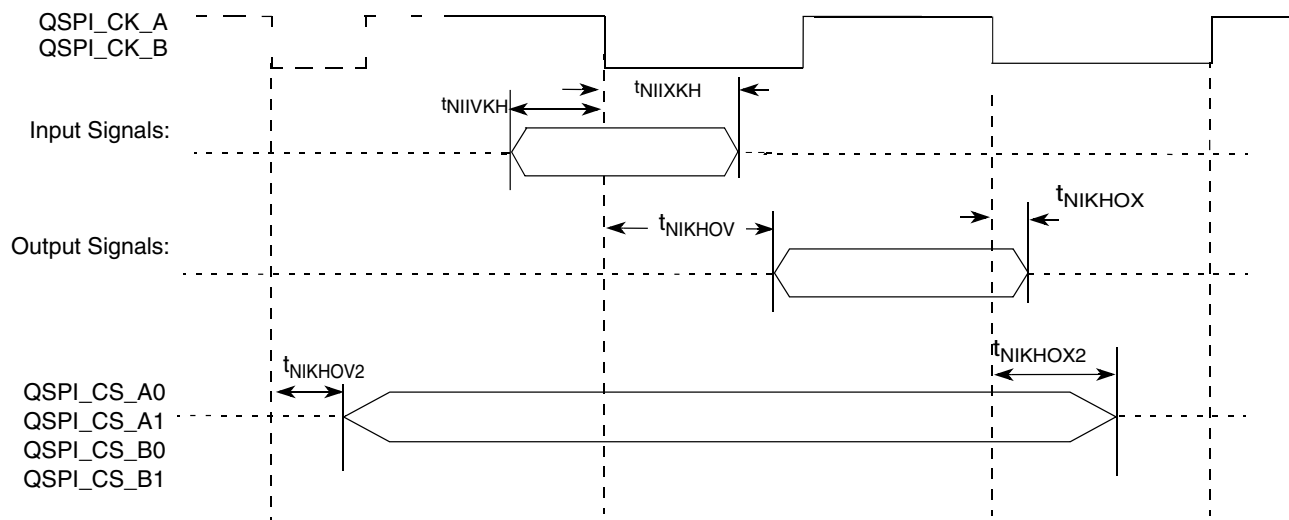 QSPI_CK_A
QSPI_CK_B
tNIIVKH
tNIIXKH
Input Signals:
tNIKHOX
tNIKHOV
Output Signals:
tNIKHOV2
tNIKHOX2
QSPI_CS_A0
QSPI_CS_A1
QSPI_CS_B0
QSPI_CS_B1